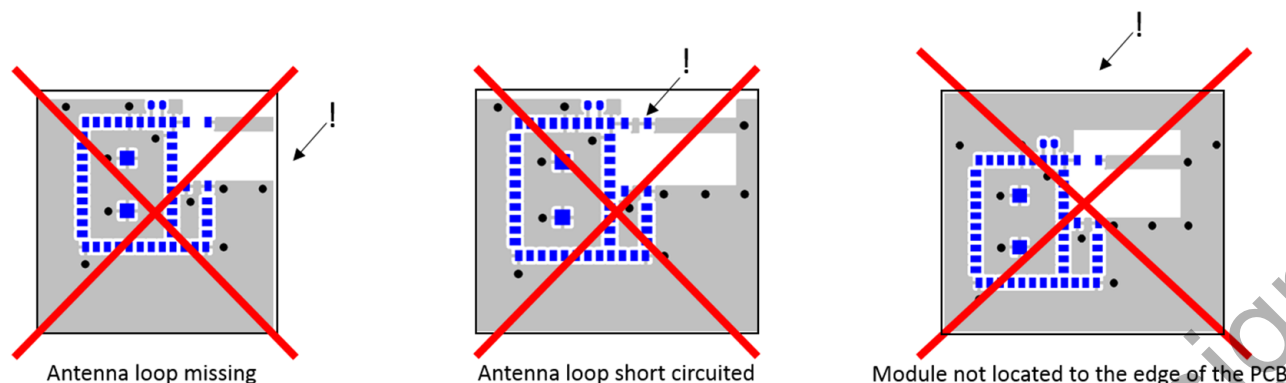 !
!
!
Antenna loop missing
Antenna loop short circuited
Module not located to the edge of the PCB